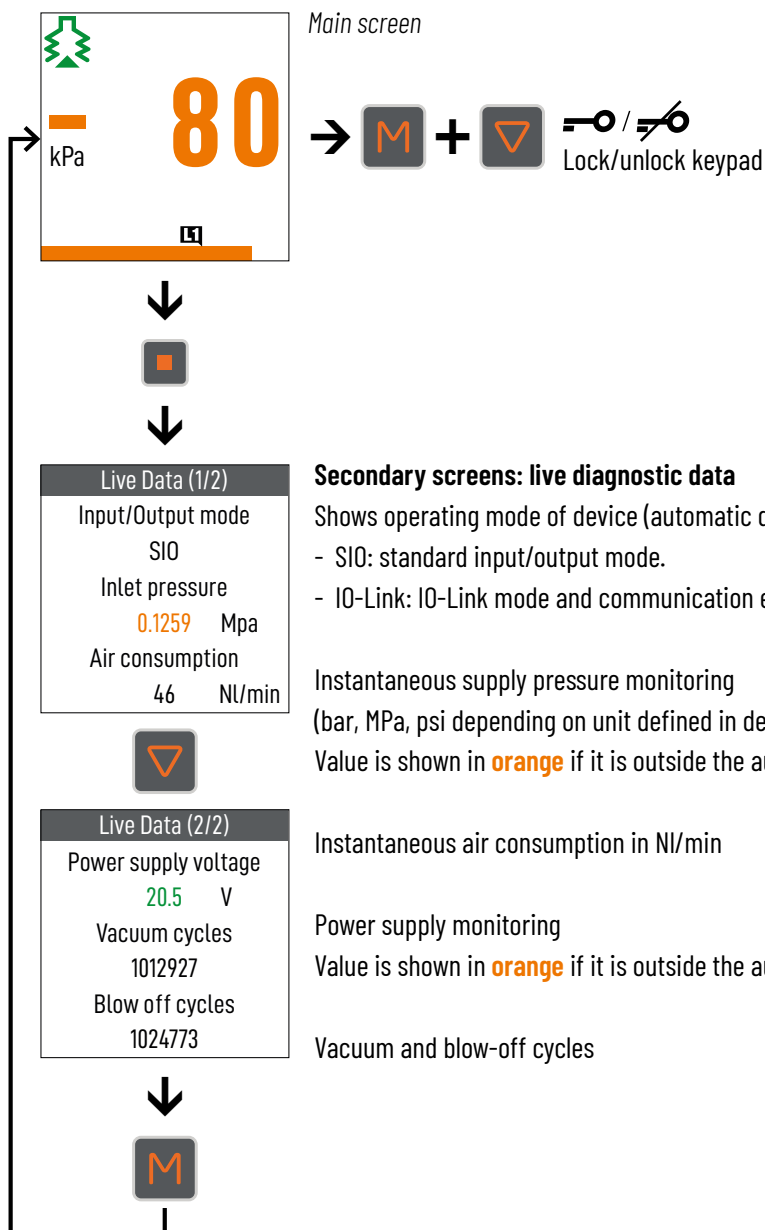 Main screen
80
kPa
L1
M + ▽ / Lock/unlock keypad
Live Data (1/2)
Input/Output mode
SIO
Inlet pressure
0.1259 Mpa
Air consumption
46 Nl/min
Secondary screens: live diagnostic data
Shows operating mode of device (automatic
- SIO: standard input/output mode.
- IO-Link: IO-Link mode and communication
Instantaneous supply pressure monitoring
(bar, MPa, psi depending on unit defined in
Value is shown in orange if it is outside the
Live Data (2/2)
Power supply voltage
20.5 V
Vacuum cycles
1012927
Blow off cycles
1024773
Instantaneous air consumption in Nl/min
Power supply monitoring
Value is shown in orange if it is outside the
Vacuum and blow-off cycles
M